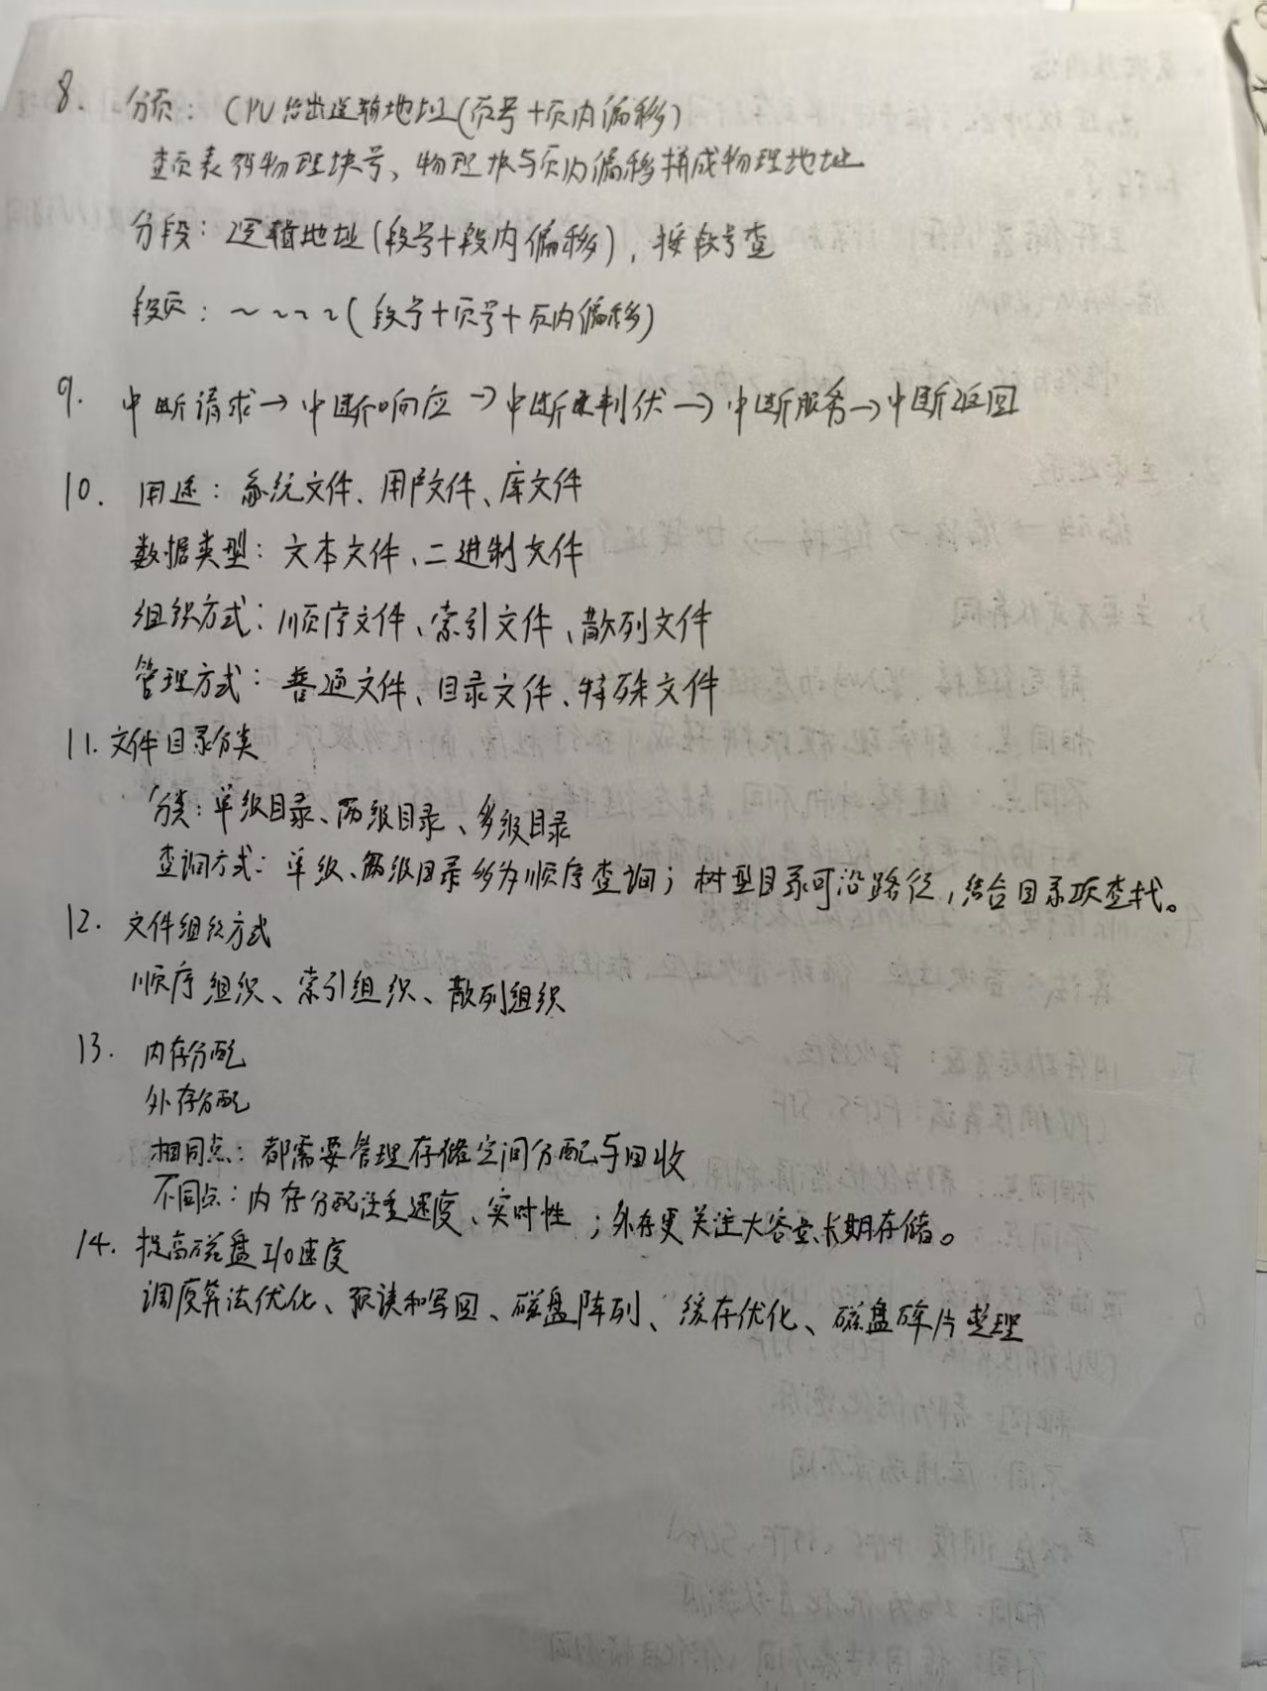 8. 分页：CPU给出逻辑地址(页号+页内偏移)
查页表得物理块号、物理块与页内偏移拼成物理地址
分段：逻辑地址(段号+段内偏移)，按段号查
段页：~~~~(段号+页号+页内偏移)
9. 中断请求→中断响应→中断判优→中断服务→中断返回
10. 用途：系统文件、用户文件、库文件
数据类型：文本文件、二进制文件
组织方式：顺序文件、索引文件、散列文件
管理方式：普通文件、目录文件、特殊文件
11. 文件目录分类
分类：单级目录、两级目录、多级目录
查询方式：单级、两级目录多为顺序查询；树型目录可沿路径，结合目录项查找。
12. 文件组织方式
顺序组织、索引组织、散列组织
13. 内存分配
外存分配
相同点：都需要管理存储空间分配与回收
不同点：内存分配注重速度、实时性；外存更关注大容量、长期存储。
14. 提高磁盘I/O速度
调度算法优化、预读和写回、磁盘阵列、缓存优化、磁盘碎片整理